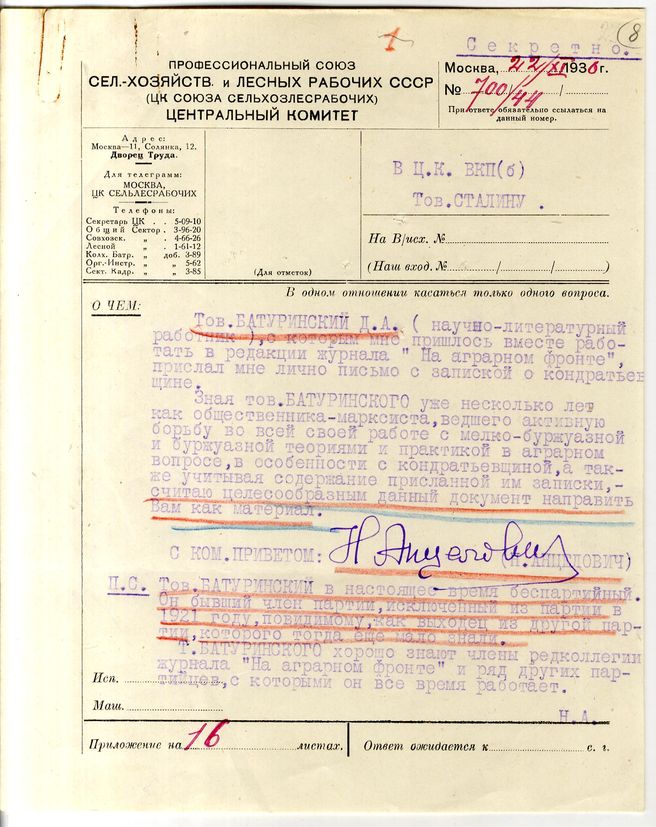 8
1
Секретно.
ПРОФЕССИОНАЛЬНЫЙ СОЮЗ
СЕЛ.-ХОЗЯЙСТВ. и ЛЕСНЫХ РАБОЧИХ СССР
(ЦК СОЮЗА СЕЛЬХОЗЛЕСРАБОЧИХ)
ЦЕНТРАЛЬНЫЙ КОМИТЕТ
Москва, 22/XI 1930 г.
№ 700/44
При ответе обязательно ссылаться на
данный номер.
Адрес:
Москва—11, Солянка, 12.
Дворец Труда.
Для телеграмм:
МОСКВА,
ЦК СЕЛЬЛЕСРАБОЧИХ
Телефоны:
Секретарь ЦК . . 5-09-10
Общий Сектор . 3-96-20
Совхозск. „ . 4-66-26
Лесной „ . 1-61-12
Колх. Батр. „ доб. 3-89
Орг.-Инстр. „ „ 5-62
Сект. Кадр. „ „ 3-85
(Для отметок)
В Ц.К. ВКП(б)
Тов.СТАЛИНУ .
На В/исх. №
(Наш вход. № / / )
В одном отношении касаться только одного вопроса.
О ЧЕМ:
Тов.БАТУРИНСКИЙ Д.А. ( научно-литературный
работник ),с которым мне пришлось вместе рабо-
тать в редакции журнала " На аграрном фронте",
прислал мне лично письмо с запиской о кондратьев
щине.
Зная тов.БАТУРИНСКОГО уже несколько лет
как общественника-марксиста,ведшего активную
борьбу во всей своей работе с мелко-буржуазной
и буржуазной теориями и практикой в аграрном
вопросе,в особенности с кондратьевщиной,а так-
же учитывая содержание присланной им записки,-
считаю целесообразным данный документ направить
Вам как материал.
С КОМ.ПРИВЕТОМ: Н Анцелович (Н.АНЦЕЛОВИЧ)
П.С. Тов.БАТУРИНСКИЙ в настоящее время беспартийный.
Он бывший член партии,исключенный из партии в
1921 году,повидимому,как выходец из другой пар-
тии,которого тогда еще мало знали.
Т.БАТУРИНСКОГО хорошо знают члены редколлегии
журнала "На аграрном фронте" и ряд других пар-
тийцев,с которыми он все время работает.
Н.А.
Исп.
Маш.
Приложение на 16 листах.
Ответ ожидается к с. г.